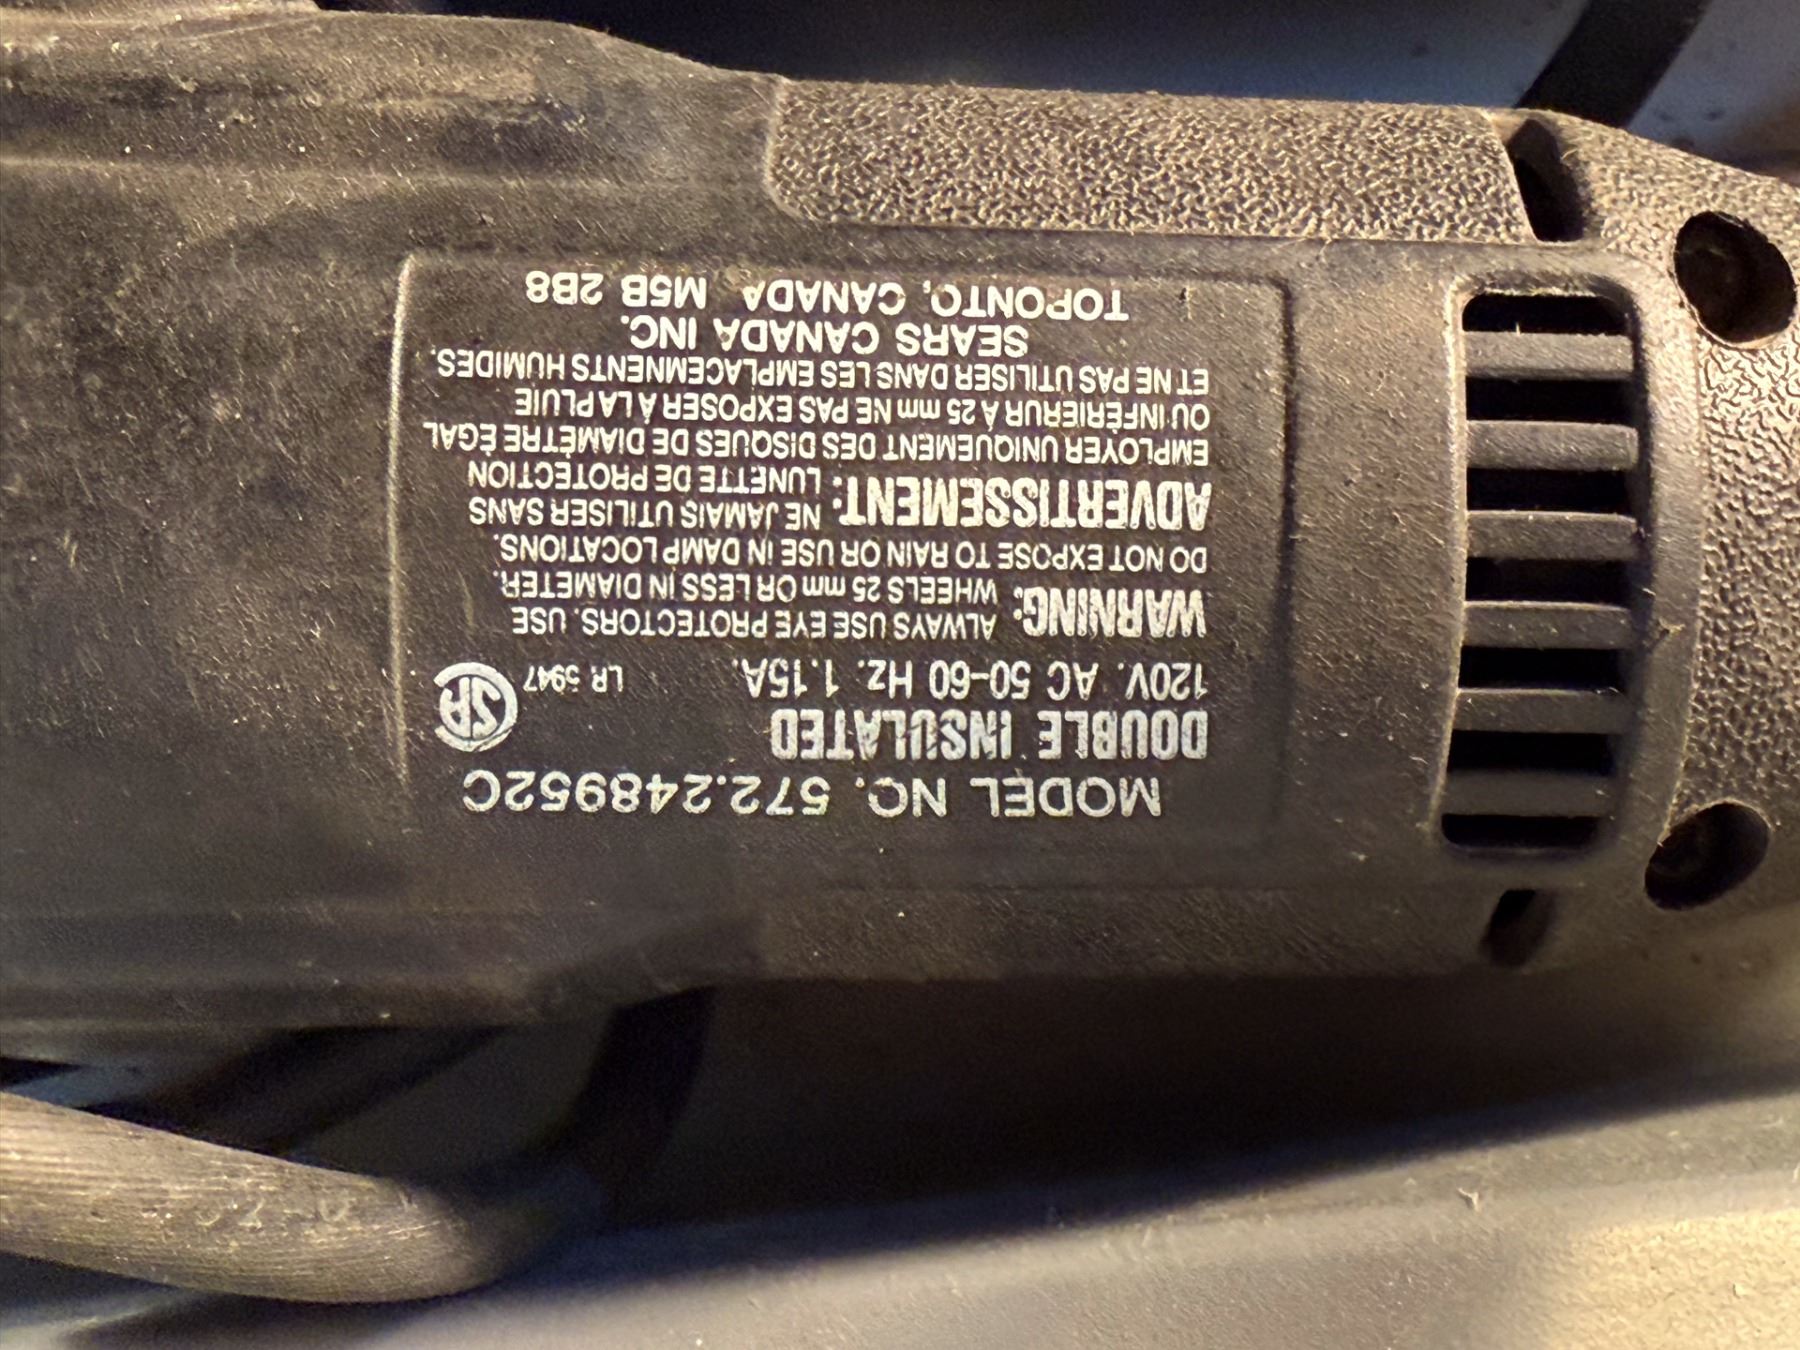 MODEL NO. 572.248952C
DOUBLE INSULATED
120V. AC 50-60 Hz. 1.15A. LR 5947
SA
WARNING: ALWAYS USE EYE PROTECTORS. USE
WHEELS 25 mm OR LESS IN DIAMETER.
DO NOT EXPOSE TO RAIN OR USE IN DAMP LOCATIONS.
ADVERTISSEMENT: NE JAMAIS UTILISER SANS
LUNETTE DE PROTECTION
EMPLOYER UNIQUEMENT DES DISQUES DE DIAMÈTRE ÉGAL
OU INFÉRIERUR À 25 mm NE PAS EXPOSER À LA PLUIE
ET NE PAS UTILISER DANS LES EMPLACEMNENTS HUMIDES.
SEARS CANADA INC.
TORONTO, CANADA M5B 2B8